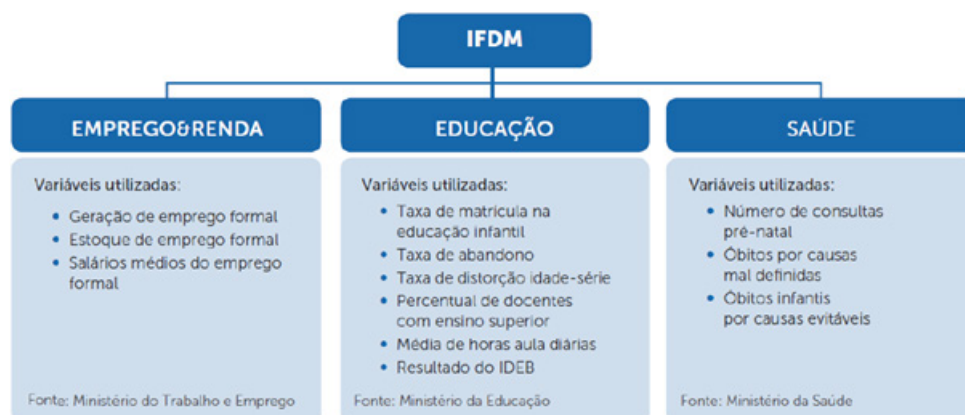 IFDM
EMPREGO&RENDA
Variáveis utilizadas:
• Geração de emprego formal
• Estoque de emprego formal
• Salários médios do emprego
formal
Fonte: Ministério do Trabalho e Emprego
EDUCAÇÃO
Variáveis utilizadas:
• Taxa de matrícula na
educação infantil
• Taxa de abandono
• Taxa de distorção idade-série
• Percentual de docentes
com ensino superior
• Média de horas aula diárias
• Resultado do IDEB
Fonte: Ministério da Educação
SAÚDE
Variáveis utilizadas:
• Número de consultas
pré-natal
• Óbitos por causas
mal definidas
• Óbitos infantis
por causas evitáveis
Fonte: Ministério da Saúde